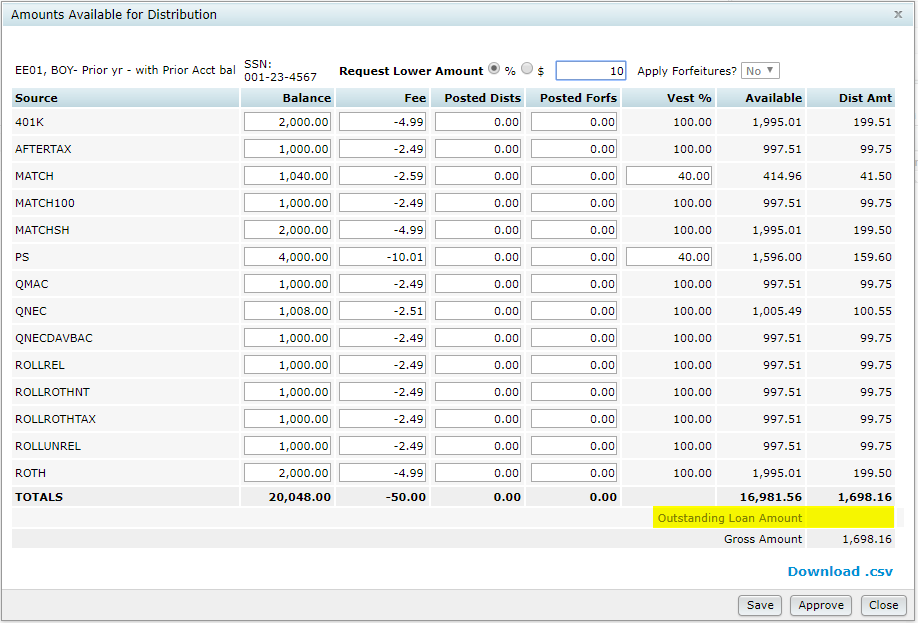 Amounts Available for Distribution x
EE01, BOY- Prior yr - with Prior Acct bal SSN: 001-23-4567 Request Lower Amount % $ 10 Apply Forfeitures? No ▼
Source Balance Fee Posted Dists Posted Forfs Vest % Available Dist Amt
401K 2,000.00 -4.99 0.00 0.00 100.00 1,995.01 199.51
AFTERTAX 1,000.00 -2.49 0.00 0.00 100.00 997.51 99.75
MATCH 1,040.00 -2.59 0.00 0.00 40.00 414.96 41.50
MATCH100 1,000.00 -2.49 0.00 0.00 100.00 997.51 99.75
MATCHSH 2,000.00 -4.99 0.00 0.00 100.00 1,995.01 199.50
PS 4,000.00 -10.01 0.00 0.00 40.00 1,596.00 159.60
QMAC 1,000.00 -2.49 0.00 0.00 100.00 997.51 99.75
QNEC 1,008.00 -2.51 0.00 0.00 100.00 1,005.49 100.55
QNECDAVBAC 1,000.00 -2.49 0.00 0.00 100.00 997.51 99.75
ROLLREL 1,000.00 -2.49 0.00 0.00 100.00 997.51 99.75
ROLLROTHNT 1,000.00 -2.49 0.00 0.00 100.00 997.51 99.75
ROLLROTHTAX 1,000.00 -2.49 0.00 0.00 100.00 997.51 99.75
ROLLUNREL 1,000.00 -2.49 0.00 0.00 100.00 997.51 99.75
ROTH 2,000.00 -4.99 0.00 0.00 100.00 1,995.01 199.50
TOTALS 20,048.00 -50.00 0.00 0.00 16,981.56 1,698.16
Outstanding Loan Amount
Gross Amount 1,698.16
Download .csv
Save Approve Close